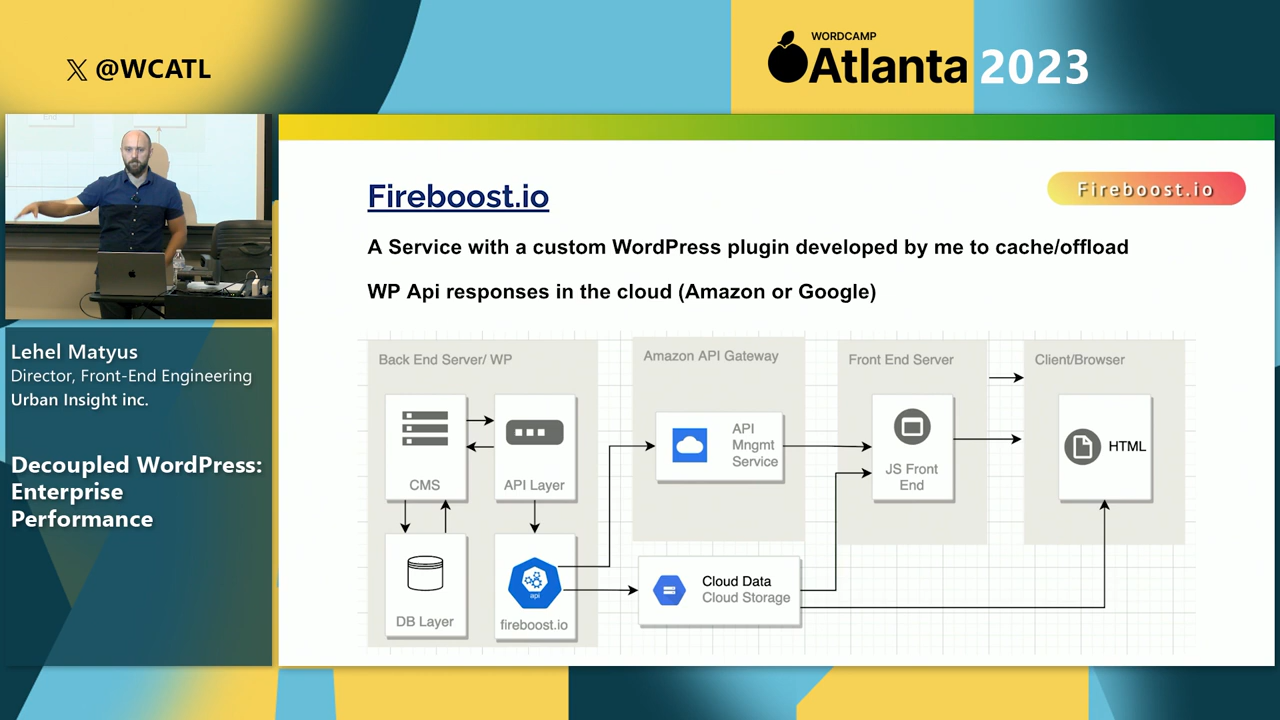 𝕏 @WCATL
WORDCAMP
Atlanta 2023
End
Lehel Matyus
Director, Front-End Engineering
Urban Insight inc.
Decoupled WordPress:
Enterprise
Performance
Fireboost.io
Fireboost.io
A Service with a custom WordPress plugin developed by me to cache/offload
WP Api responses in the cloud (Amazon or Google)
Back End Server/ WP
Amazon API Gateway
Front End Server
Client/Browser
CMS
API Layer
API
Mngmt
Service
JS Front
End
HTML
DB Layer
api
fireboost.io
Cloud Data
Cloud Storage